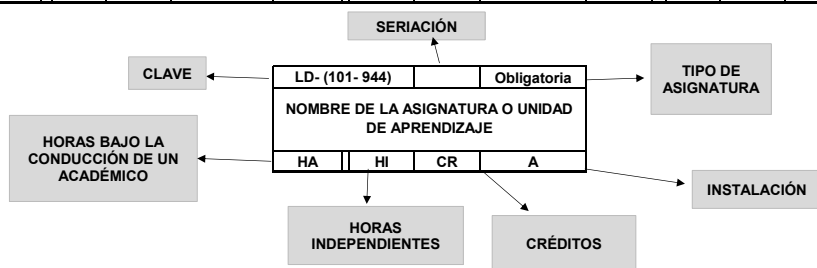 SERIACIÓN
CLAVE
LD- (101- 944)
Obligatoria
TIPO DE
ASIGNATURA
NOMBRE DE LA ASIGNATURA O UNIDAD
DE APRENDIZAJE
HORAS BAJO LA
CONDUCCIÓN DE UN
ACADÉMICO
HA
HI
CR
A
INSTALACIÓN
HORAS
INDEPENDIENTES
CRÉDITOS